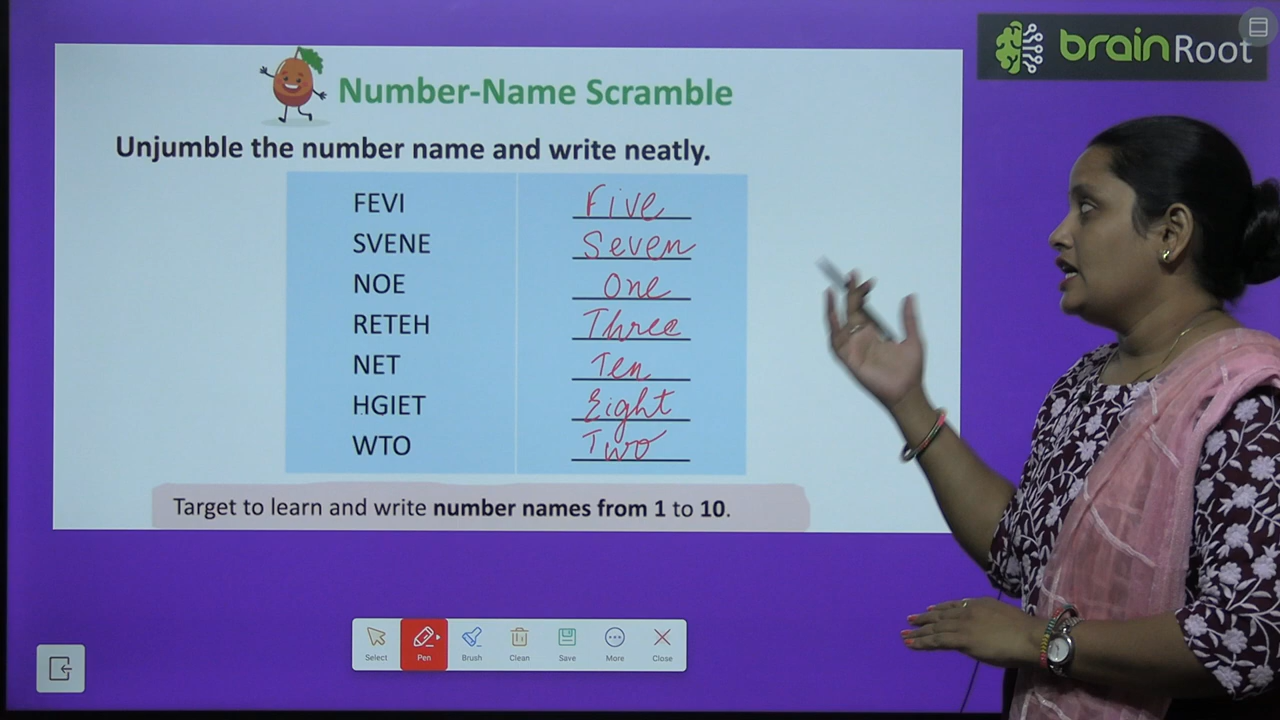 brainRoot
Number-Name Scramble
Unjumble the number name and write neatly.
FEVI Five
SVENE Seven
NOE One
RETEH Three
NET Ten
HGIET Eight
WTO Two
Target to learn and write number names from 1 to 10.
Select Pen Brush Clean Save More Close